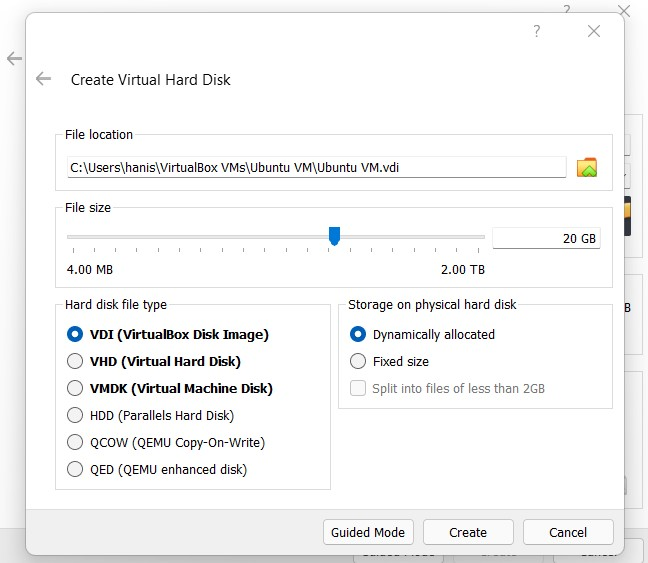 ?
?
Create Virtual Hard Disk
File location
C:\Users\hanis\VirtualBox VMs\Ubuntu VM\Ubuntu VM.vdi
File size
20 GB
4.00 MB
2.00 TB
B
Hard disk file type
Storage on physical hard disk
VDI (VirtualBox Disk Image)
Dynamically allocated
VHD (Virtual Hard Disk)
Fixed size
VMDK (Virtual Machine Disk)
Split into files of less than 2GB
HDD (Parallels Hard Disk)
QCOW (QEMU Copy-On-Write)
QED (QEMU enhanced disk)
Guided Mode
Create
Cancel